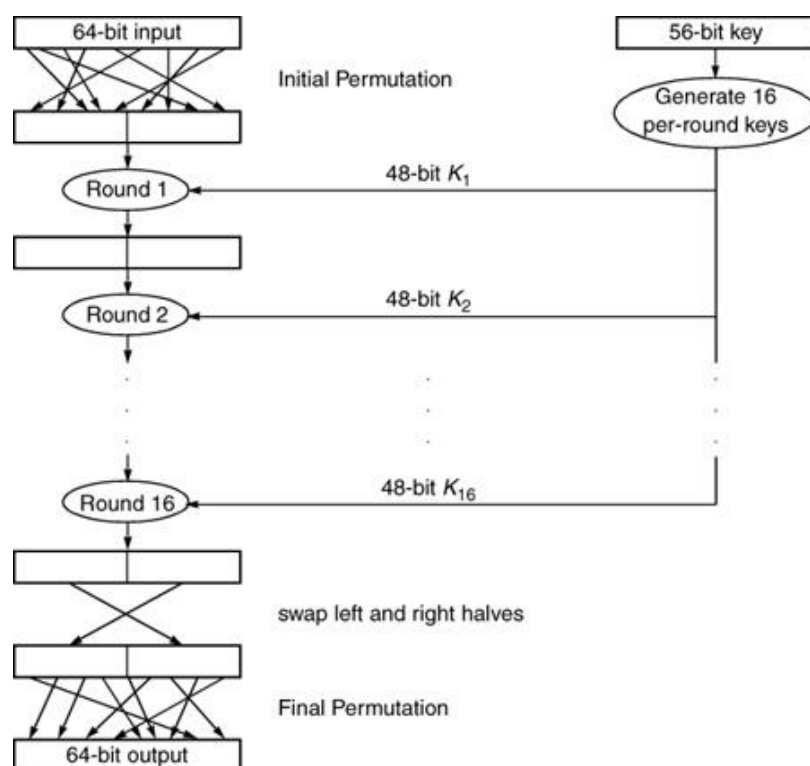 64-bit input
56-bit key
Initial Permutation
Generate 16
per-round keys
Round 1
48-bit K1
Round 2
48-bit K2
Round 16
48-bit K16
swap left and right halves
Final Permutation
64-bit output